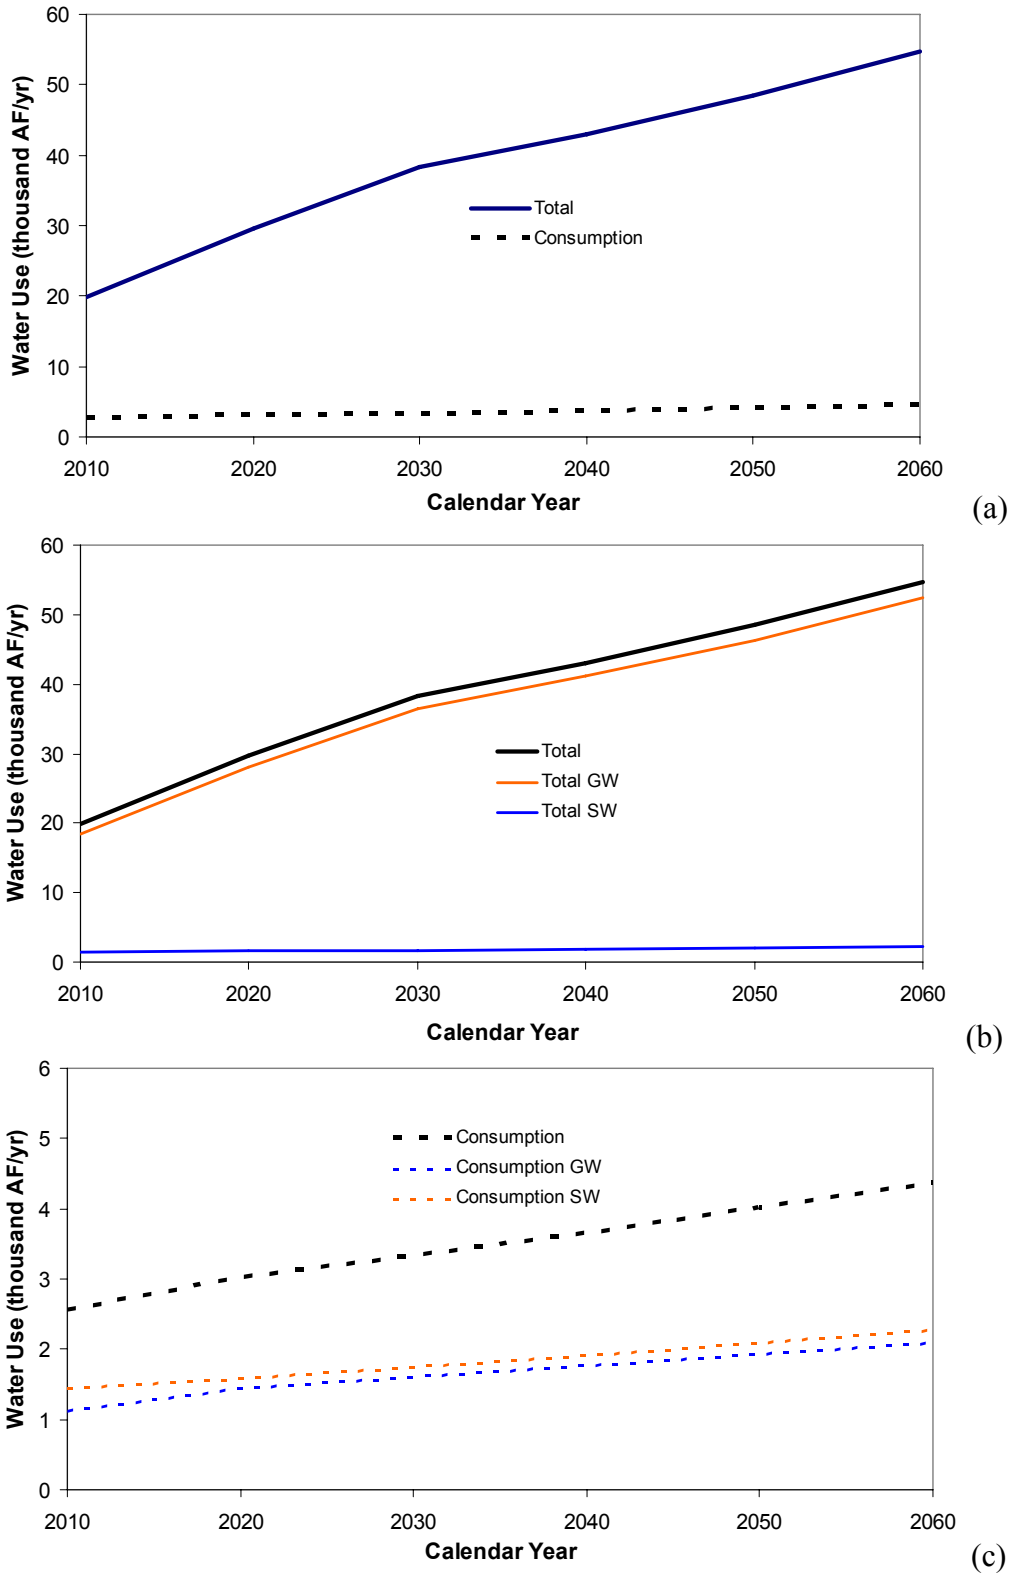 60
50
40
30
20
10
0
Water Use (thousand AF/yr)
Total
Consumption
2010 2020 2030 2040 2050 2060
Calendar Year
(a)
60
50
40
30
20
10
0
Water Use (thousand AF/yr)
Total
Total GW
Total SW
2010 2020 2030 2040 2050 2060
Calendar Year
(b)
6
5
4
3
2
1
0
Water Use (thousand AF/yr)
Consumption
Consumption GW
Consumption SW
2010 2020 2030 2040 2050 2060
Calendar Year
(c)